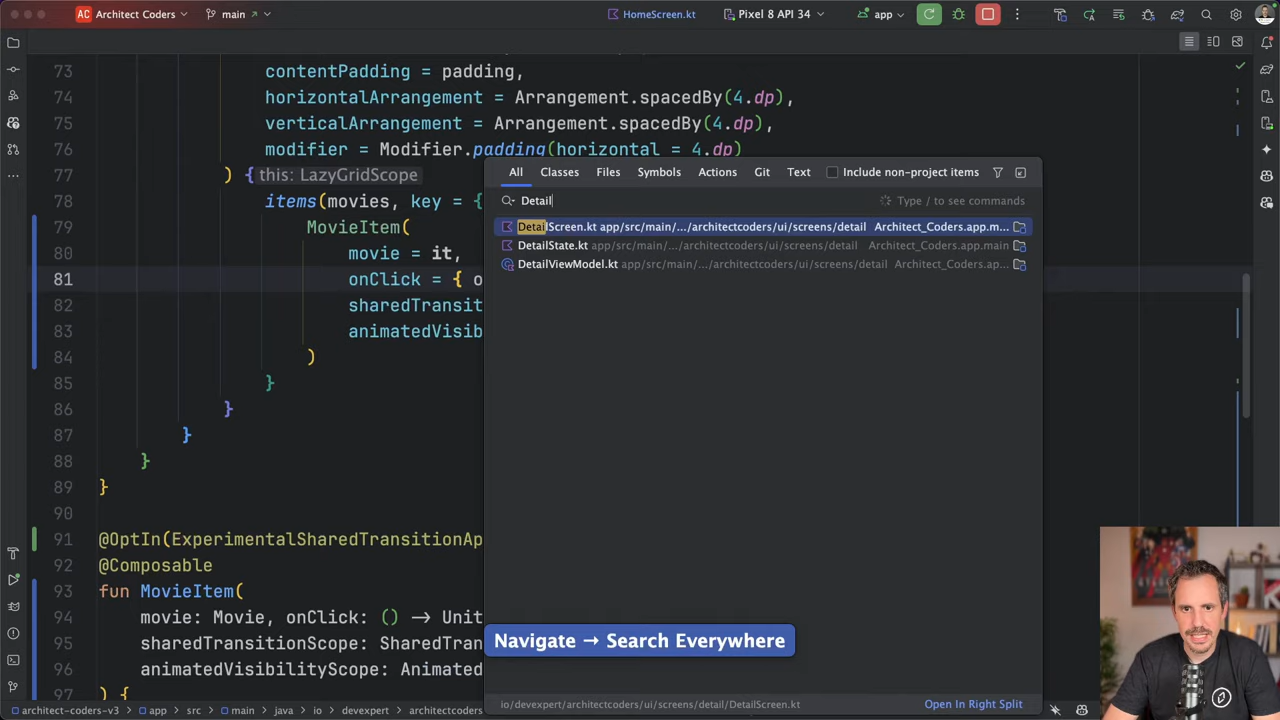 AC Architect Coders
main
HomeScreen.kt
Pixel 8 API 34
app
73 contentPadding = padding,
74 horizontalArrangement = Arrangement.spacedBy(4.dp),
75 verticalArrangement = Arrangement.spacedBy(4.dp),
76 modifier = Modifier.padding(horizontal = 4.dp)
77 ) { this: LazyGridScope
78 items(movies, key = {
79 MovieItem(
80 movie = it,
81 onClick = { o
82 sharedTransit
83 animatedVisib
84 )
85 }
86 }
87 }
88 }
89 }
90
91 @OptIn(ExperimentalSharedTransitionAp
92 @Composable
93 fun MovieItem(
94 movie: Movie, onClick: () → Unit
95 sharedTransitionScope: SharedTran
96 animatedVisibilityScope: Animated
97 ) {
All Classes Files Symbols Actions Git Text Include non-project items
Detail
Type / to see commands
DetailScreen.kt app/src/main/.../architectcoders/ui/screens/detail Architect_Coders.app.m...
DetailState.kt app/src/main/.../architectcoders/ui/screens/detail Architect_Coders.app.main
DetailViewModel.kt app/src/main/.../architectcoders/ui/screens/detail Architect_Coders.ap...
Navigate → Search Everywhere
io/devexpert/architectcoders/ui/screens/detail/DetailScreen.kt
Open In Right Split
architect-coders-v3 > app > src > main > java > io > devexpert > architectcoders